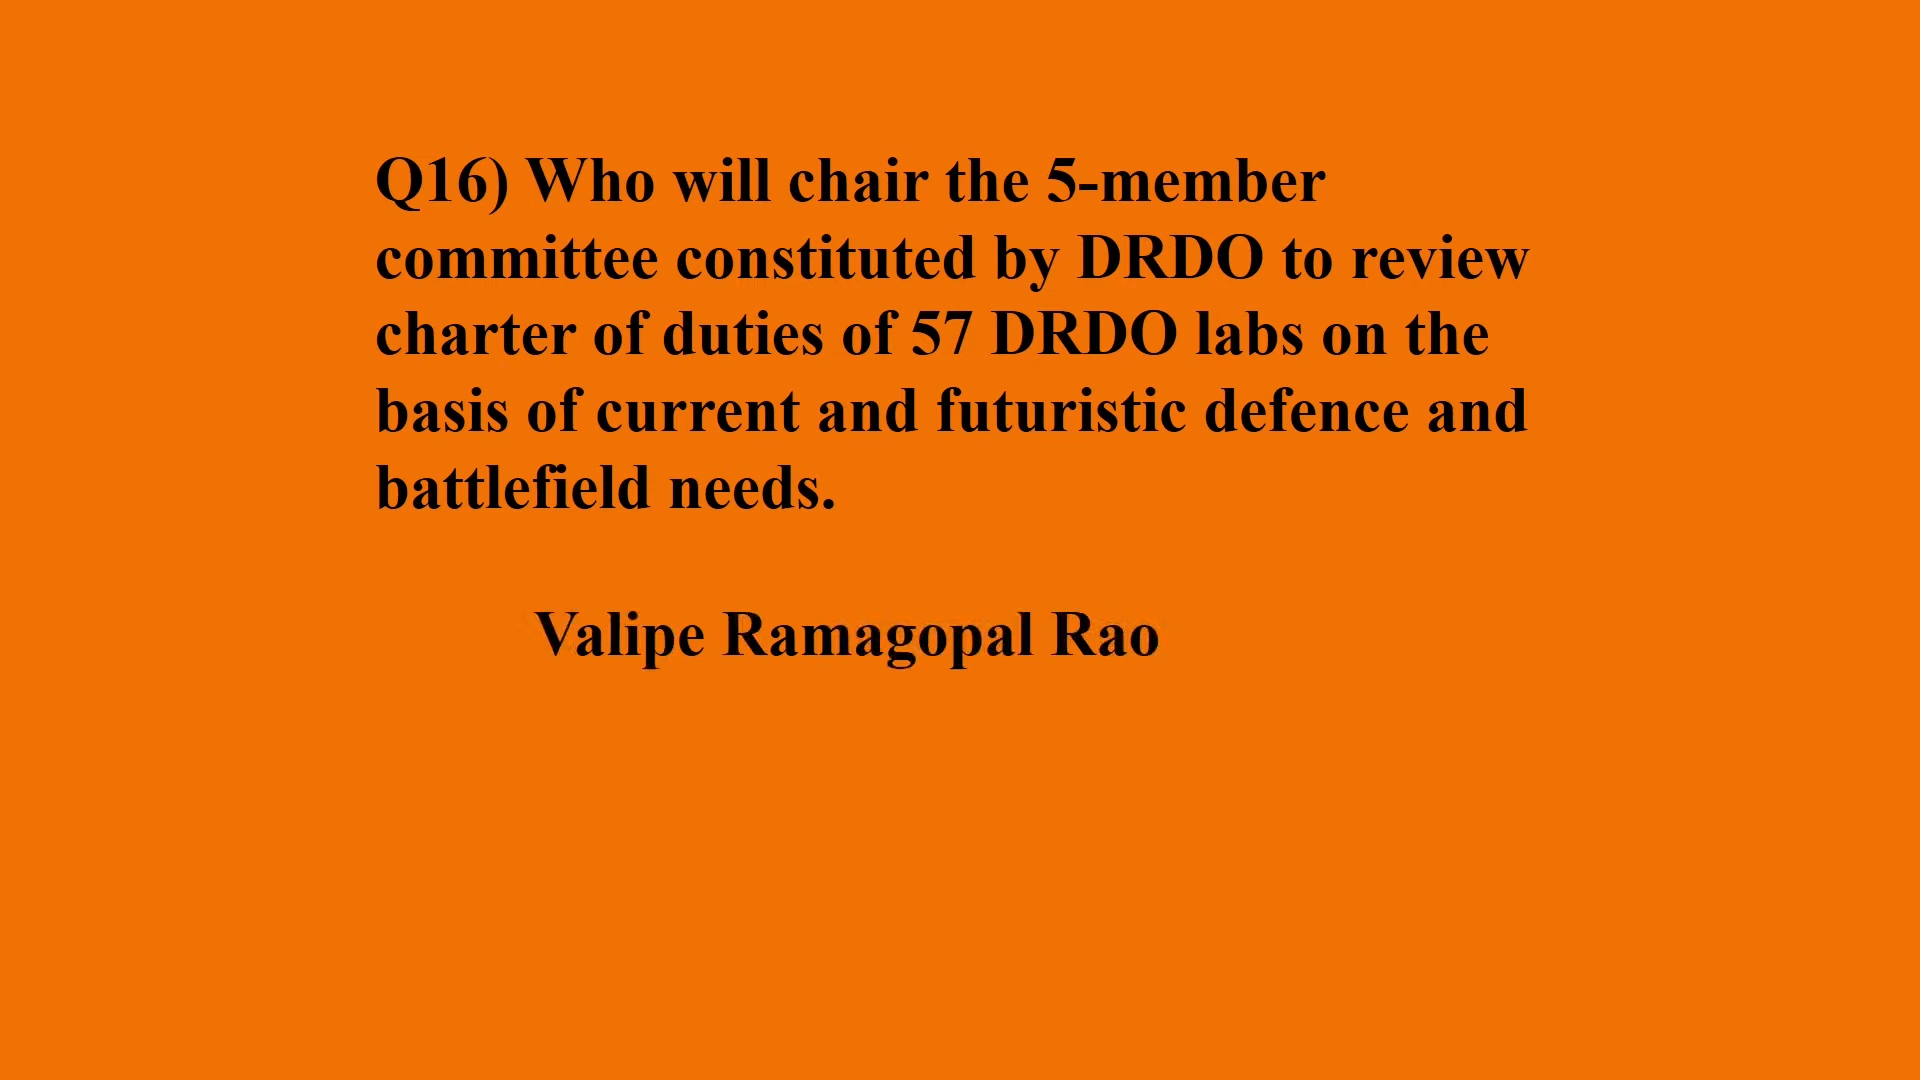 Q16) Who will chair the 5-member
committee constituted by DRDO to review
charter of duties of 57 DRDO labs on the
basis of current and futuristic defence and
battlefield needs.
Valipe Ramagopal Rao